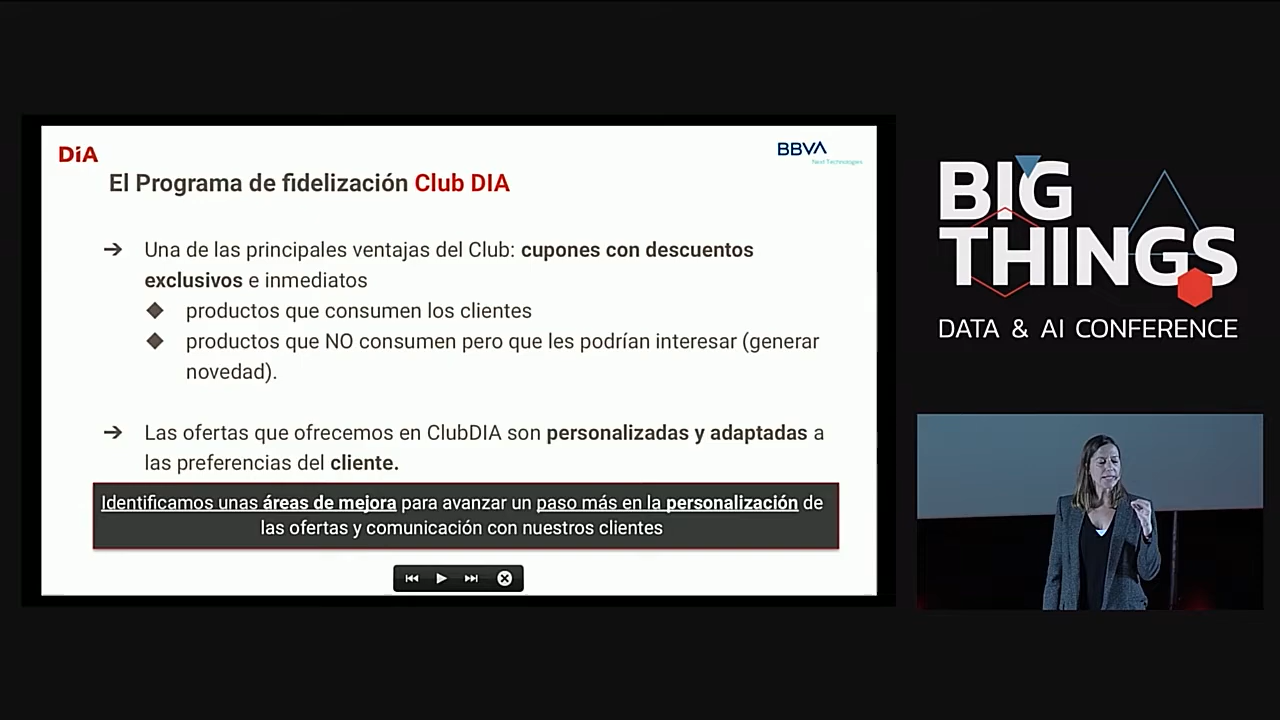 DiA
BBVA
Next Technologies
El Programa de fidelización Club DIA
➔ Una de las principales ventajas del Club: cupones con descuentos
exclusivos e inmediatos
❖ productos que consumen los clientes
❖ productos que NO consumen pero que les podrían interesar (generar
novedad).
➔ Las ofertas que ofrecemos en ClubDIA son personalizadas y adaptadas a
las preferencias del cliente.
Identificamos unas áreas de mejora para avanzar un paso más en la personalización de
las ofertas y comunicación con nuestros clientes
BIG
THINGS
DATA & AI CONFERENCE